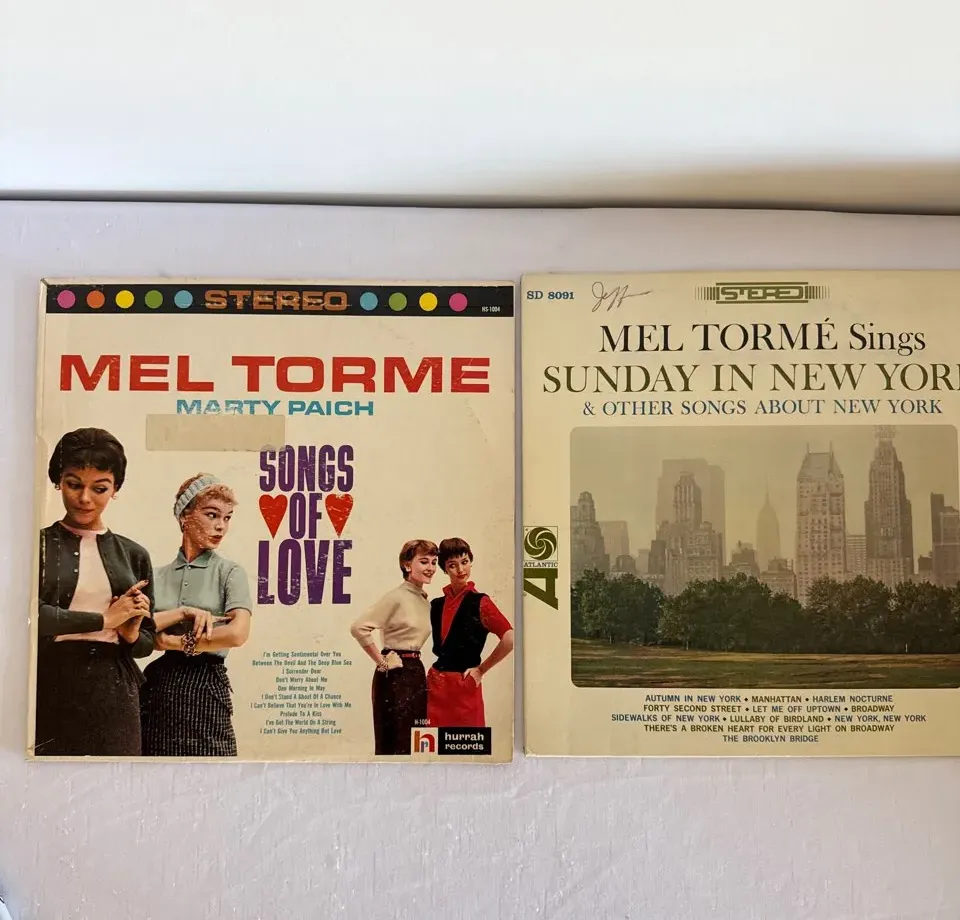 STEREO
HS-1004
MEL TORME
MARTY PAICH
SONGS
OF
LOVE
I'm Getting Sentimental Over You
Between The Devil And The Deep Blue Sea
I Surrender Dear
Don't Worry About Me
One Morning In May
I Don't Stand A Ghost Of A Chance
I Can't Believe That You're In Love With Me
Prelude To A Kiss
I've Got The World On A String
I Can't Give You Anything But Love
H-1004
hr
hurrah
records
SD 8091
Jeff
STEREO
MEL TORMÉ Sings
SUNDAY IN NEW YOR
& OTHER SONGS ABOUT NEW YORK
ATLANTIC
A
AUTUMN IN NEW YORK • MANHATTAN • HARLEM NOCTURNE
FORTY SECOND STREET • LET ME OFF UPTOWN • BROADWAY
SIDEWALKS OF NEW YORK • LULLABY OF BIRDLAND • NEW YORK, NEW YORK
THERE'S A BROKEN HEART FOR EVERY LIGHT ON BROADWAY
THE BROOKLYN BRIDGE